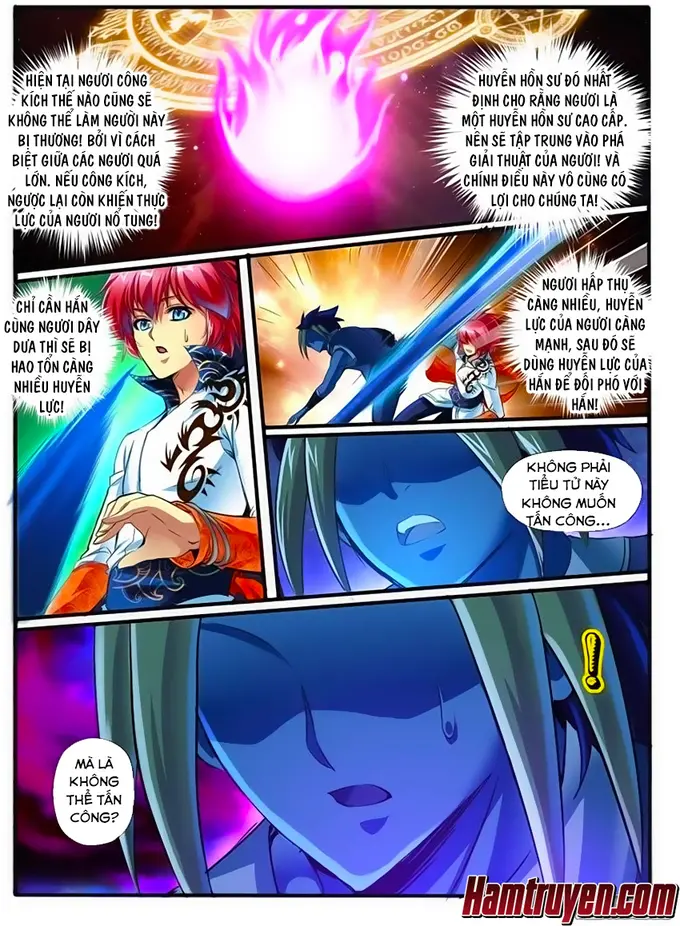 HIỆN TẠI NGƯƠI CÔNG
KÍCH THẾ NÀO CŨNG SẼ
KHÔNG THỂ LÀM NGƯỜI NÀY
BỊ THƯƠNG! BỞI VÌ CÁCH
BIỆT GIỮA CÁC NGƯƠI QUÁ
LỚN. NẾU CÔNG KÍCH,
NGƯỢC LẠI CÒN KHIẾN THỰC
LỰC CỦA NGƯƠI NỔ TUNG!
HUYỄN HỒN SƯ ĐÓ NHẤT
ĐỊNH CHO RẰNG NGƯƠI LÀ
MỘT HUYỄN HỒN SƯ CAO CẤP.
NÊN SẼ TẬP TRUNG VÀO PHÁ
GIẢI THUẬT CỦA NGƯƠI! VÀ
CHÍNH ĐIỀU NÀY VÔ CÙNG CÓ
LỢI CHO CHÚNG TA!
CHỈ CẦN HẮN
CÙNG NGƯƠI DÂY
DƯA THÌ SẼ BỊ
HAO TỔN CÀNG
NHIỀU HUYỄN
LỰC!
NGƯƠI HẤP THỤ
CÀNG NHIỀU, HUYỄN
LỰC CỦA NGƯƠI CÀNG
MẠNH, SAU ĐÓ SẼ
DÙNG HUYỄN LỰC CỦA
HẮN ĐỂ ĐỐI PHÓ VỚI
HẮN!
KHÔNG PHẢI
TIỂU TỬ NÀY
KHÔNG MUỐN
TẤN CÔNG...
!
MÀ LÀ
KHÔNG
THỂ TẤN
CÔNG?
Hamtruyen.com